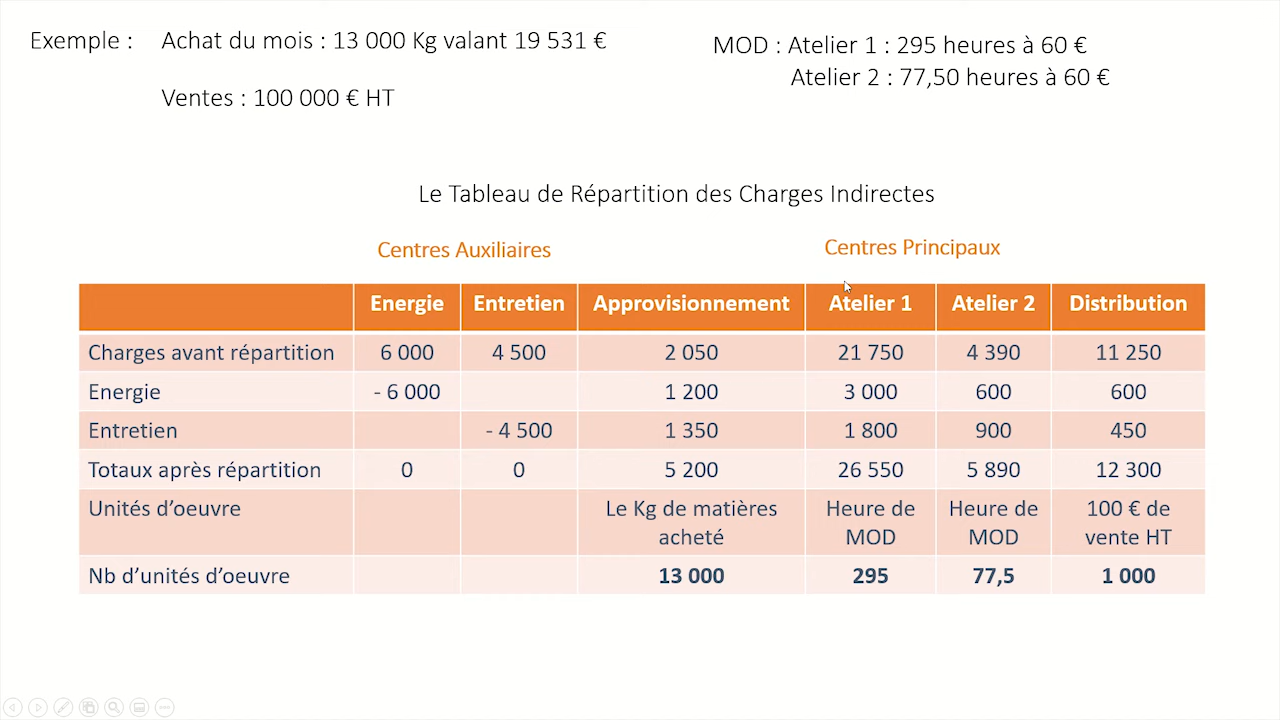 Exemple : Achat du mois : 13 000 Kg valant 19 531 €
MOD : Atelier 1 : 295 heures à 60 €
Atelier 2 : 77,50 heures à 60 €
Ventes : 100 000 € HT
Le Tableau de Répartition des Charges Indirectes
Centres Auxiliaires
Centres Principaux
Energie Entretien Approvisionnement Atelier 1 Atelier 2 Distribution
Charges avant répartition 6 000 4 500 2 050 21 750 4 390 11 250
Energie - 6 000 1 200 3 000 600 600
Entretien - 4 500 1 350 1 800 900 450
Totaux après répartition 0 0 5 200 26 550 5 890 12 300
Unités d'oeuvre Le Kg de matières Heure de Heure de 100 € de
acheté MOD MOD vente HT
Nb d'unités d'oeuvre 13 000 295 77,5 1 000